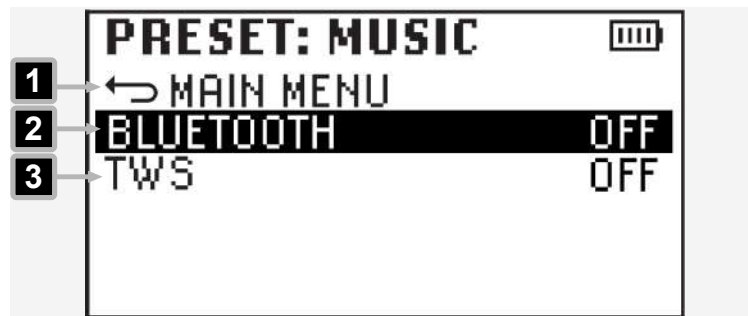 PRESET: MUSIC
1 MAIN MENU
2 BLUETOOTH OFF
3 TWS OFF